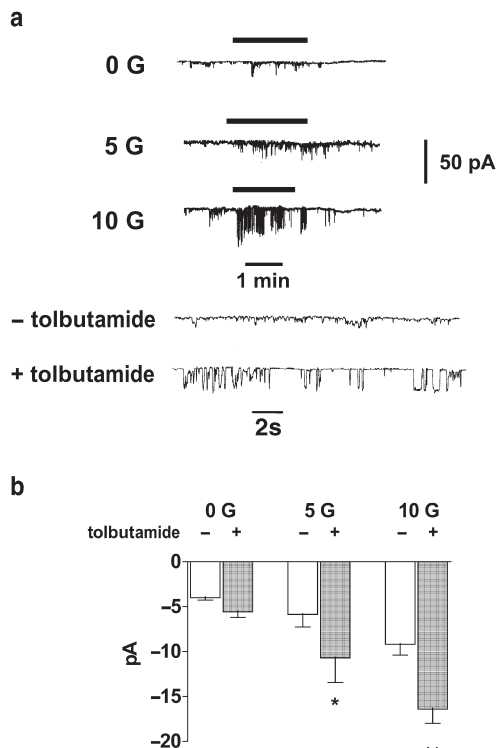 a
0 G
5 G
50 pA
10 G
1 min
– tolbutamide
+ tolbutamide
2s
b
0 G 5 G 10 G
tolbutamide – + – + – +
0
–5
–10
–15
–20
pA
*